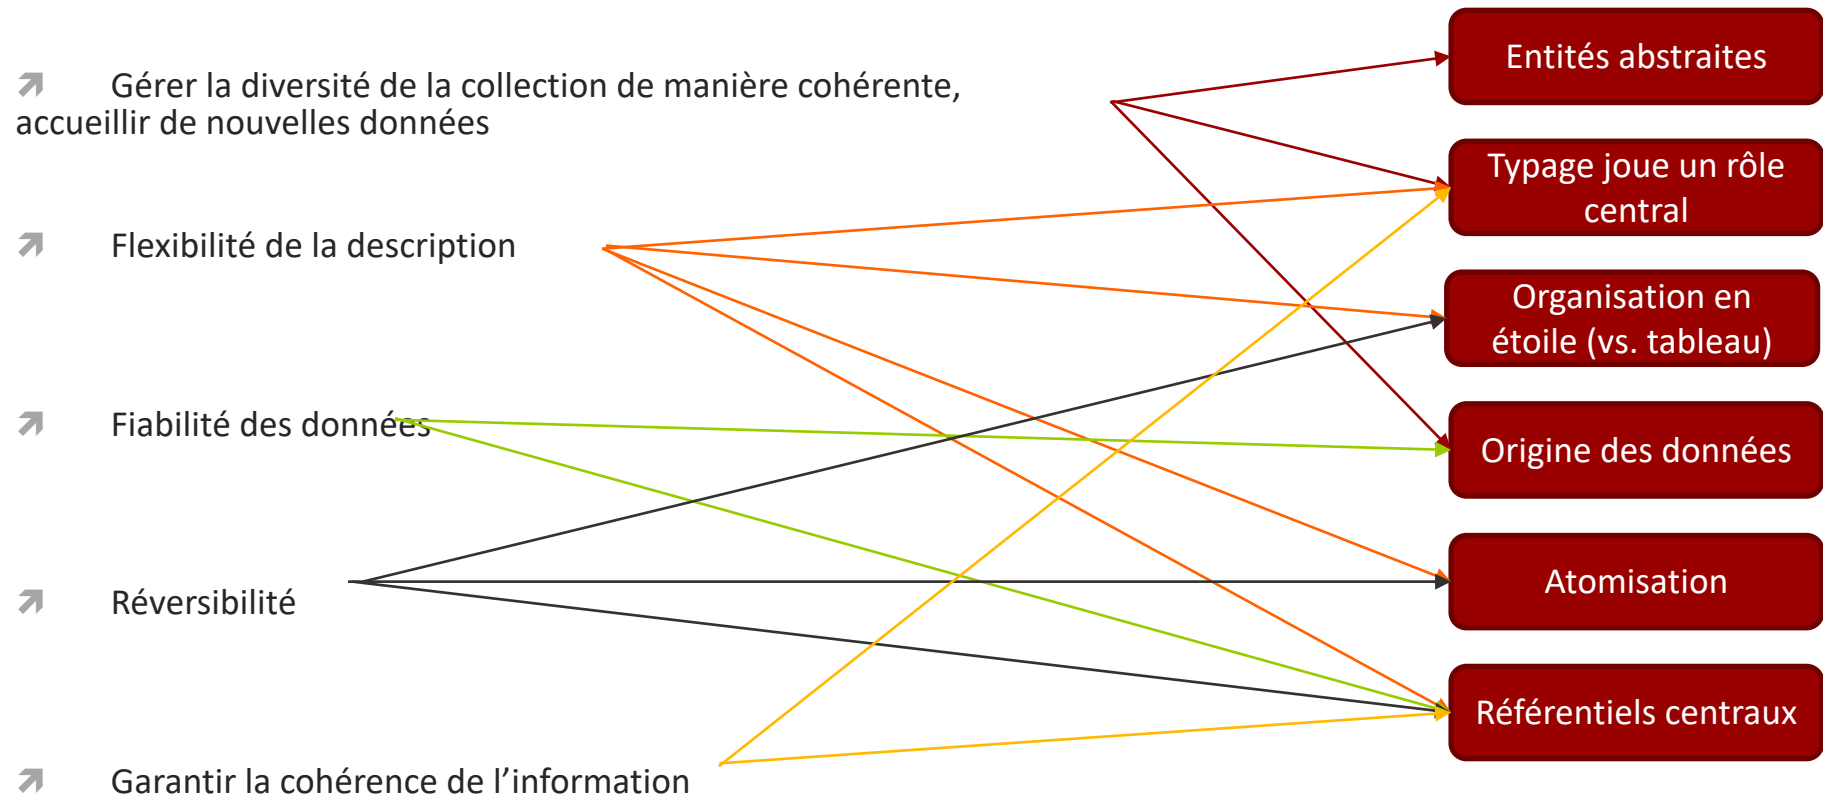 Gérer la diversité de la collection de manière cohérente,
accueillir de nouvelles données
Flexibilité de la description
Fiabilité des données
Réversibilité
Garantir la cohérence de l’information
Entités abstraites
Typage joue un rôle
central
Organisation en
étoile (vs. tableau)
Origine des données
Atomisation
Référentiels centraux